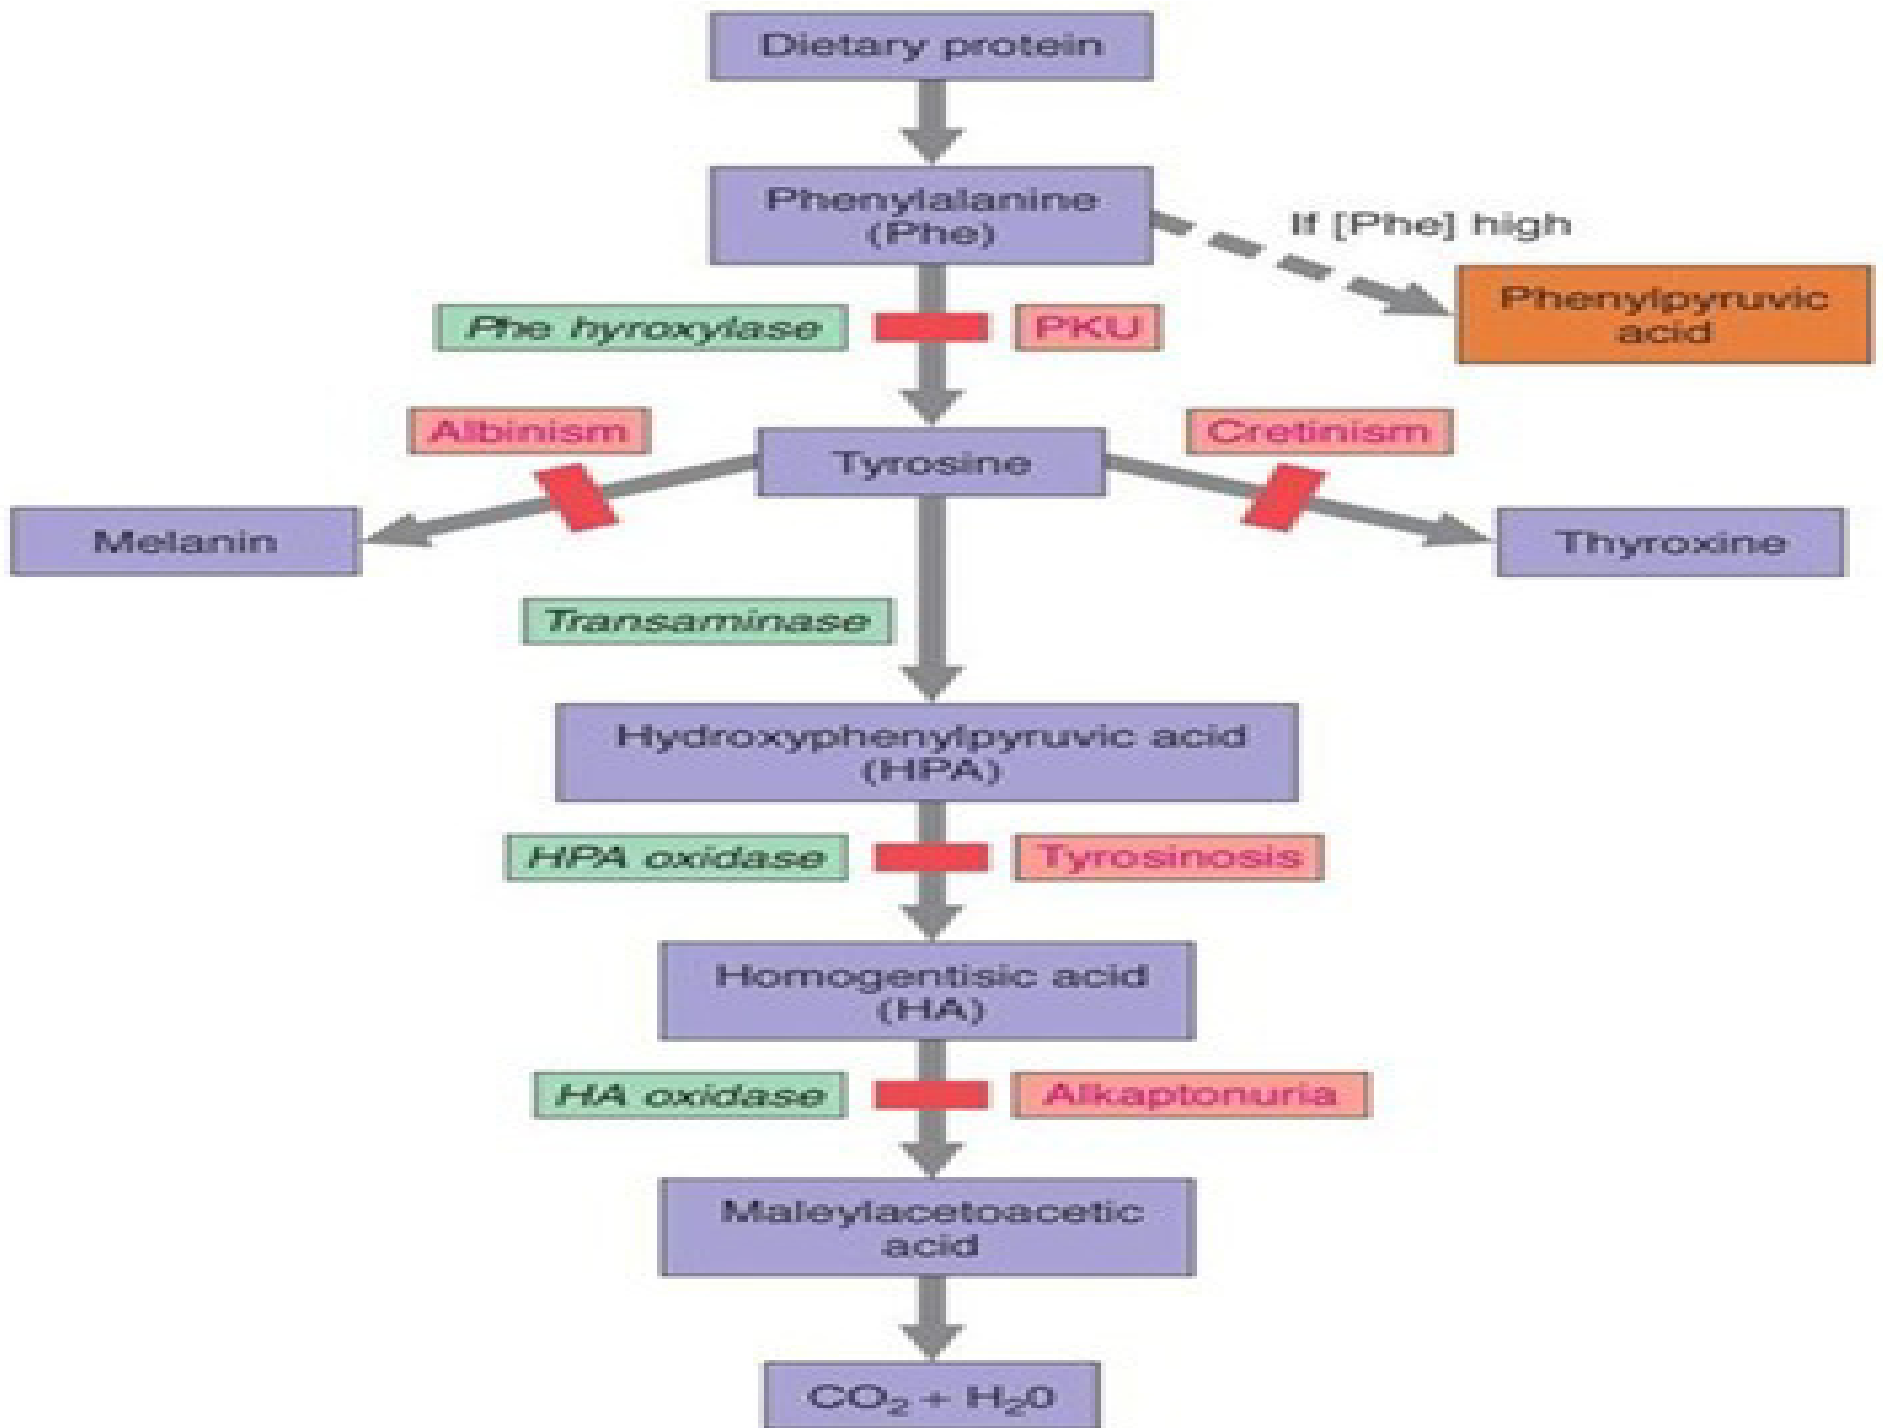 Dietary protein
Phenylalanine
(Phe)
If [Phe] high
Phenylpyruvic
acid
Phe hyroxylase
PKU
Albinism
Cretinism
Tyrosine
Melanin
Thyroxine
Transaminase
Hydroxyphenylpyruvic acid
(HPA)
HPA oxidase
Tyrosinosis
Homogentisic acid
(HA)
HA oxidase
Alkaptonuria
Maleylacetoacetic
acid
CO₂ + H₂0